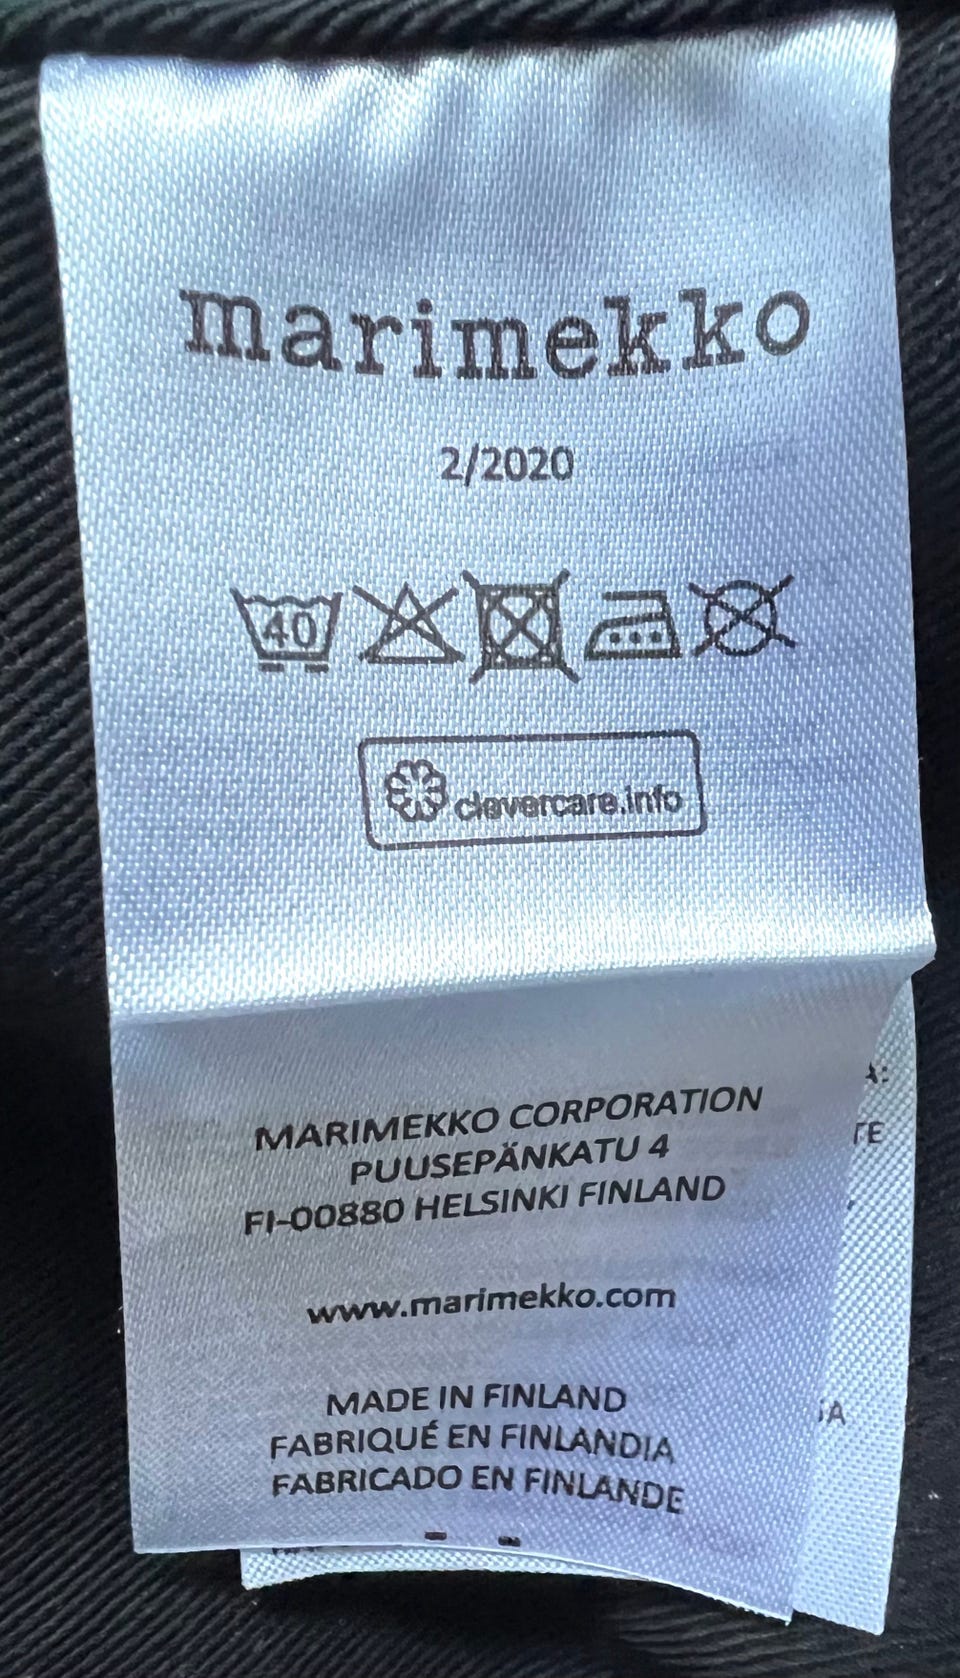 marimekko
2/2020
40
clevercare.info
MARIMEKKO CORPORATION
PUUSEPÄNKATU 4
FI-00880 HELSINKI FINLAND
www.marimekko.com
MADE IN FINLAND
FABRIQUÉ EN FINLANDIA
FABRICADO EN FINLANDE